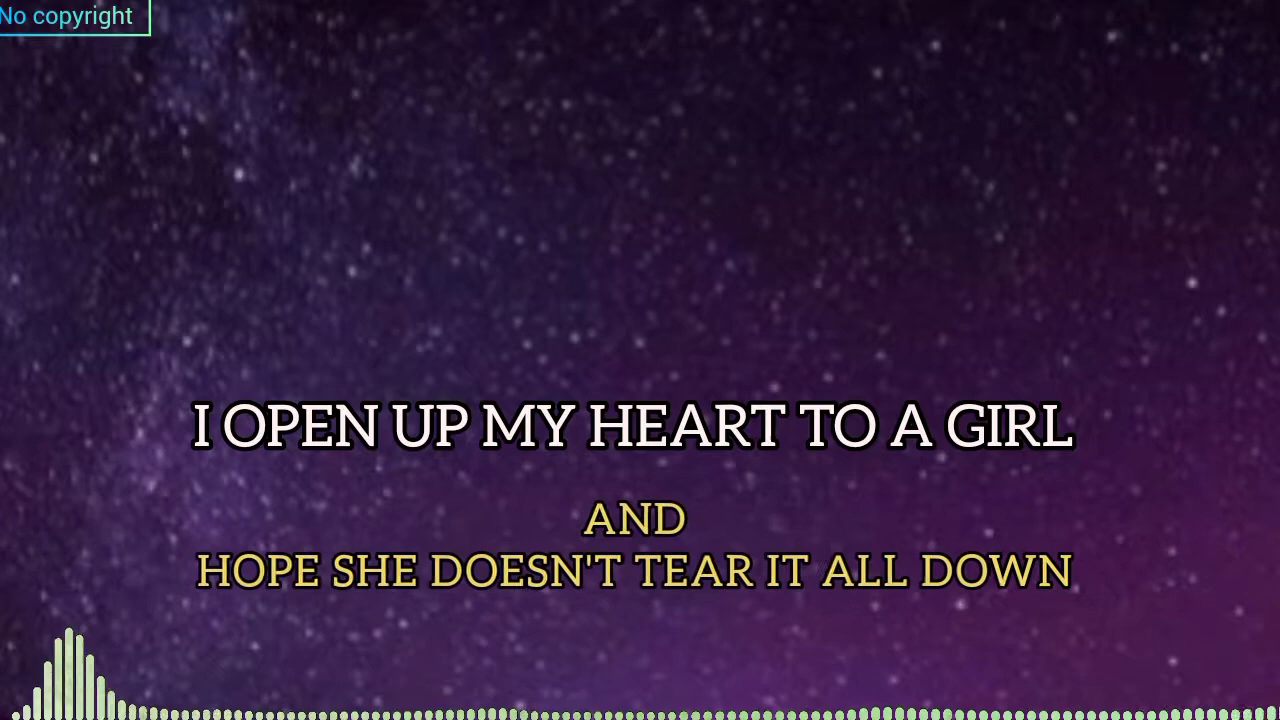 No copyright
I OPEN UP MY HEART TO A GIRL
AND
HOPE SHE DOESN'T TEAR IT ALL DOWN